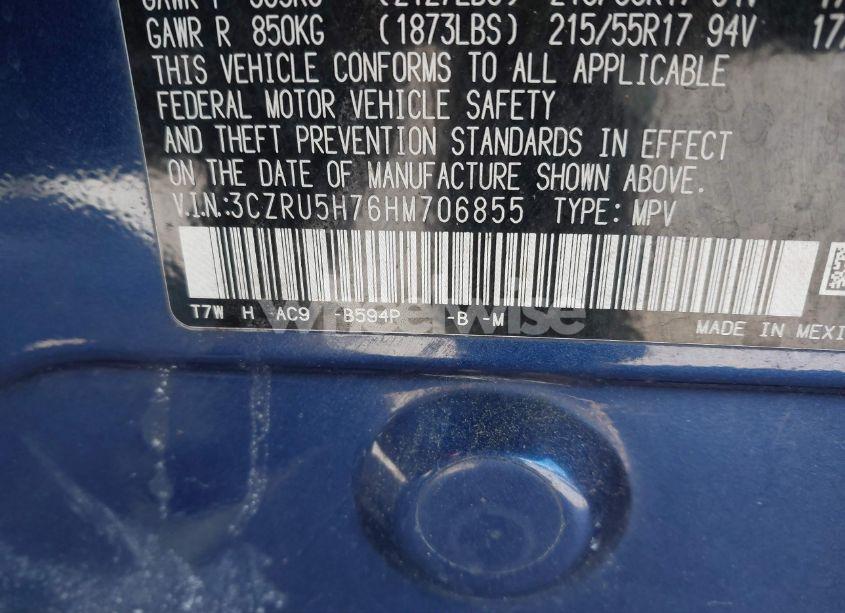 GAWR R 850KG (1873LBS) 215/55R17 94V 17
THIS VEHICLE CONFORMS TO ALL APPLICABLE
FEDERAL MOTOR VEHICLE SAFETY
AND THEFT PREVENTION STANDARDS IN EFFECT
ON THE DATE OF MANUFACTURE SHOWN ABOVE.
V.I.N.:3CZRU5H76HM706855 TYPE: MPV
T7W H AC9 -B594P -B -M
wheelwise
MADE IN MEXI